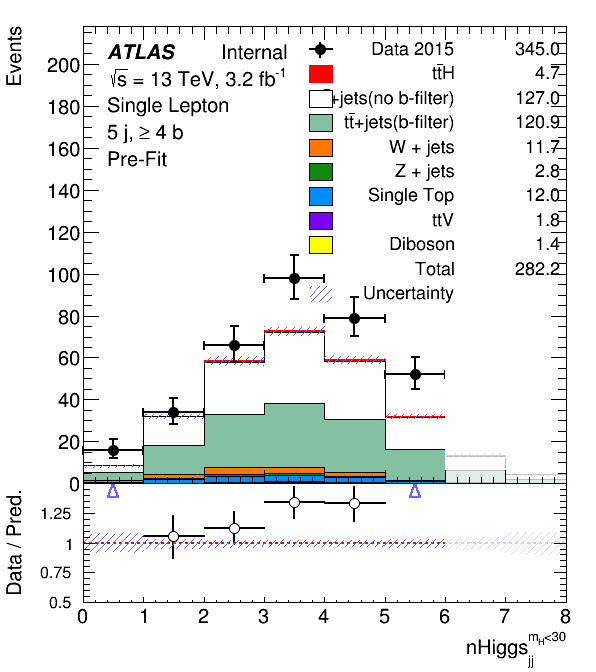 Events
ATLAS Internal
√s = 13 TeV, 3.2 fb⁻¹
Single Lepton
5 j, ≥ 4 b
Pre-Fit
Data 2015 345.0
tt̄H 4.7
+jets(no b-filter) 127.0
tt̄+jets(b-filter) 120.9
W + jets 11.7
Z + jets 2.8
Single Top 12.0
ttV 1.8
Diboson 1.4
Total 282.2
Uncertainty
200
180
160
140
120
100
80
60
40
20
0
Data / Pred.
1.25
1
0.75
0.5
0 1 2 3 4 5 6 7 8
nHiggs_jj^{m_H<30}